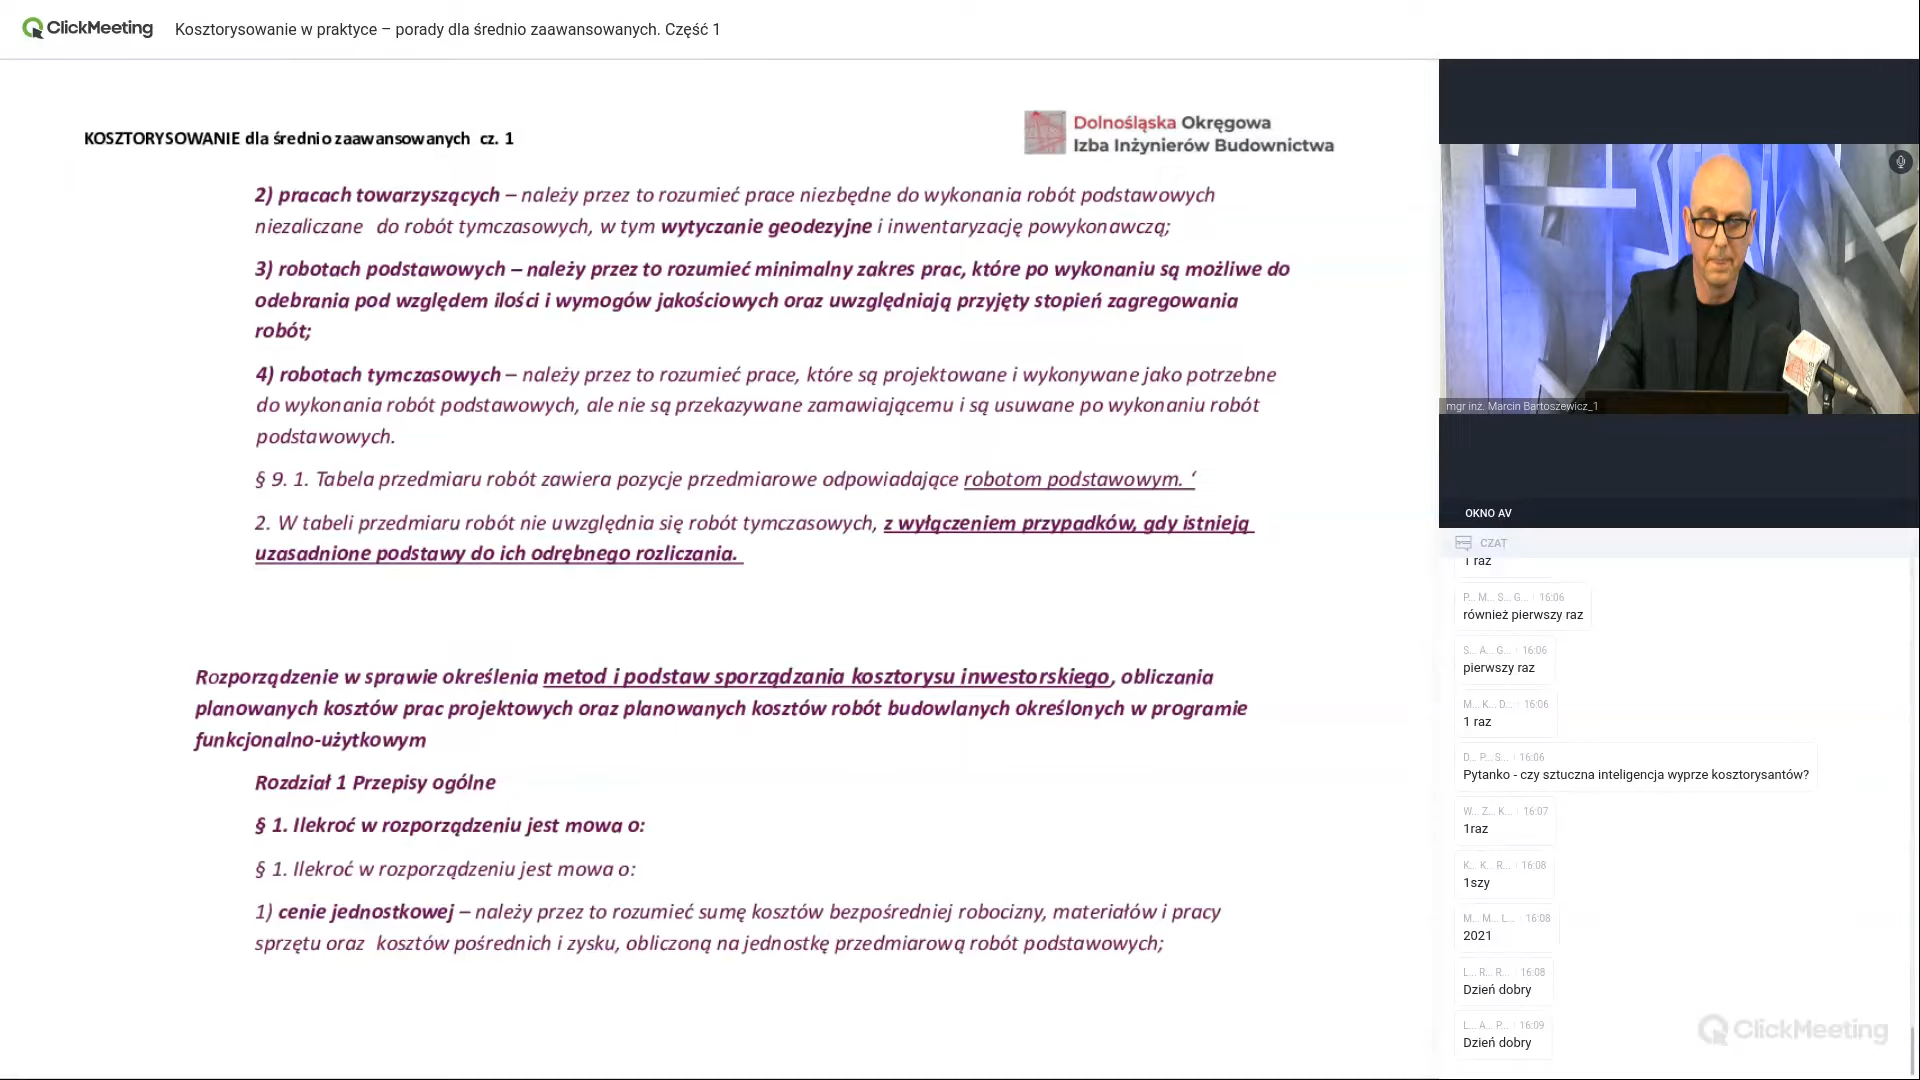 ClickMeeting
Kosztorysowanie w praktyce – porady dla średnio zaawansowanych. Część 1
KOSZTORYSOWANIE dla średnio zaawansowanych cz. 1
Dolnośląska Okręgowa
Izba Inżynierów Budownictwa
2) pracach towarzyszących – należy przez to rozumieć prace niezbędne do wykonania robót podstawowych
niezaliczane do robót tymczasowych, w tym wytyczanie geodezyjne i inwentaryzację powykonawczą;
3) robotach podstawowych – należy przez to rozumieć minimalny zakres prac, które po wykonaniu są możliwe do
odebrania pod względem ilości i wymogów jakościowych oraz uwzględniają przyjęty stopień zagregowania
robót;
4) robotach tymczasowych – należy przez to rozumieć prace, które są projektowane i wykonywane jako potrzebne
do wykonania robót podstawowych, ale nie są przekazywane zamawiającemu i są usuwane po wykonaniu robót
podstawowych.
§ 9. 1. Tabela przedmiaru robót zawiera pozycje przedmiarowe odpowiadające robotom podstawowym. ‘
2. W tabeli przedmiaru robót nie uwzględnia się robót tymczasowych, z wyłączeniem przypadków, gdy istnieją
uzasadnione podstawy do ich odrębnego rozliczania.
Rozporządzenie w sprawie określenia metod i podstaw sporządzania kosztorysu inwestorskiego, obliczania
planowanych kosztów prac projektowych oraz planowanych kosztów robót budowlanych określonych w programie
funkcjonalno-użytkowym
Rozdział 1 Przepisy ogólne
§ 1. Ilekroć w rozporządzeniu jest mowa o:
§ 1. Ilekroć w rozporządzeniu jest mowa o:
1) cenie jednostkowej – należy przez to rozumieć sumę kosztów bezpośredniej robocizny, materiałów i pracy
sprzętu oraz kosztów pośrednich i zysku, obliczoną na jednostkę przedmiarową robót podstawowych;
mgr inż. Marcin Bartoszewicz_1
OKNO AV
CZAT
1 raz
P... M... S... G... 16:06
również pierwszy raz
S... A... G... 16:06
pierwszy raz
M... K... D... 16:06
1 raz
D... P... S... 16:06
Pytanko - czy sztuczna inteligencja wyprze kosztorysantów?
W... Z... K... 16:07
1raz
K... K... R... 16:08
1szy
M... M... L... 16:08
2021
L... R... R... 16:08
Dzień dobry
L... A... P... 16:09
Dzień dobry
ClickMeeting